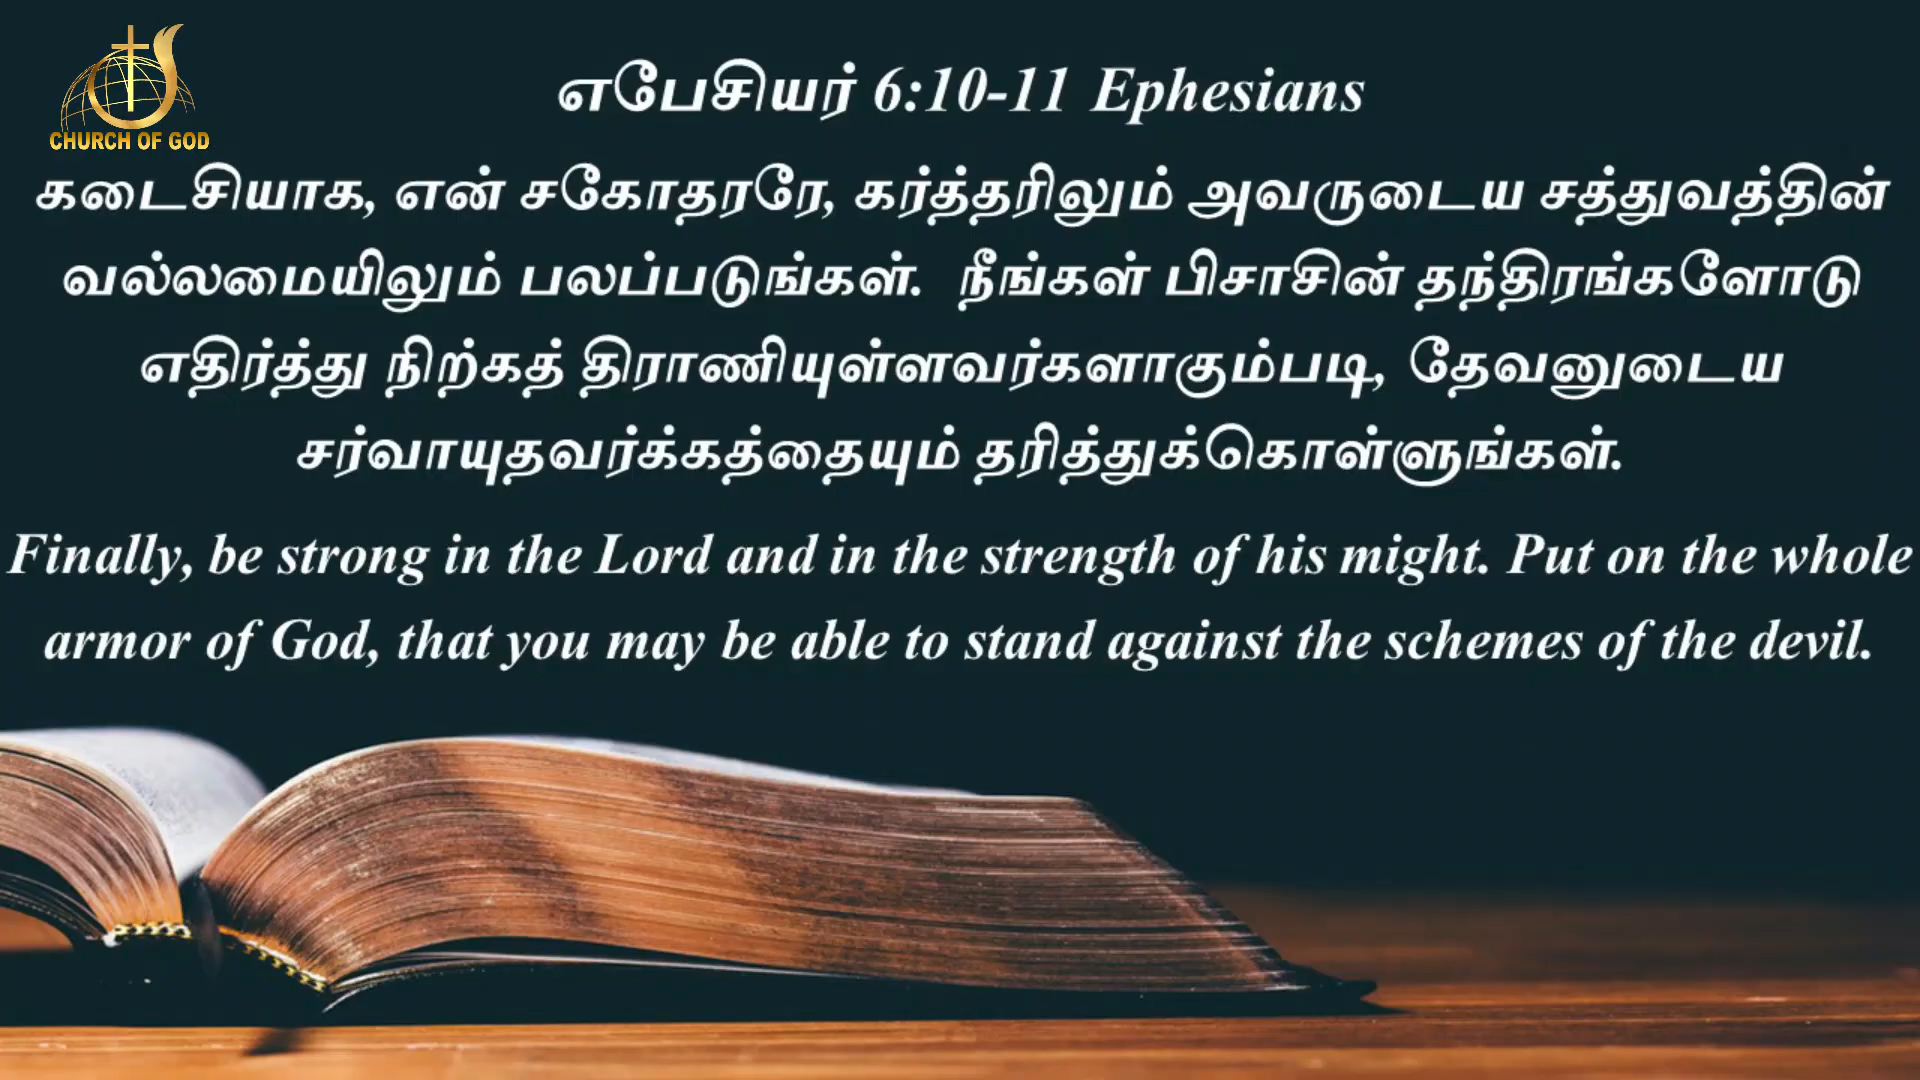 CHURCH OF GOD
எபேசியர் 6:10-11 Ephesians
கடைசியாக, என் சகோதரரே, கர்த்தரிலும் அவருடைய சத்துவத்தின்
வல்லமையிலும் பலப்படுங்கள். நீங்கள் பிசாசின் தந்திரங்களோடு
எதிர்த்து நிற்கத் திராணியுள்ளவர்களாகும்படி, தேவனுடைய
சர்வாயுதவர்க்கத்தையும் தரித்துக்கொள்ளுங்கள்.
Finally, be strong in the Lord and in the strength of his might. Put on the whole
armor of God, that you may be able to stand against the schemes of the devil.